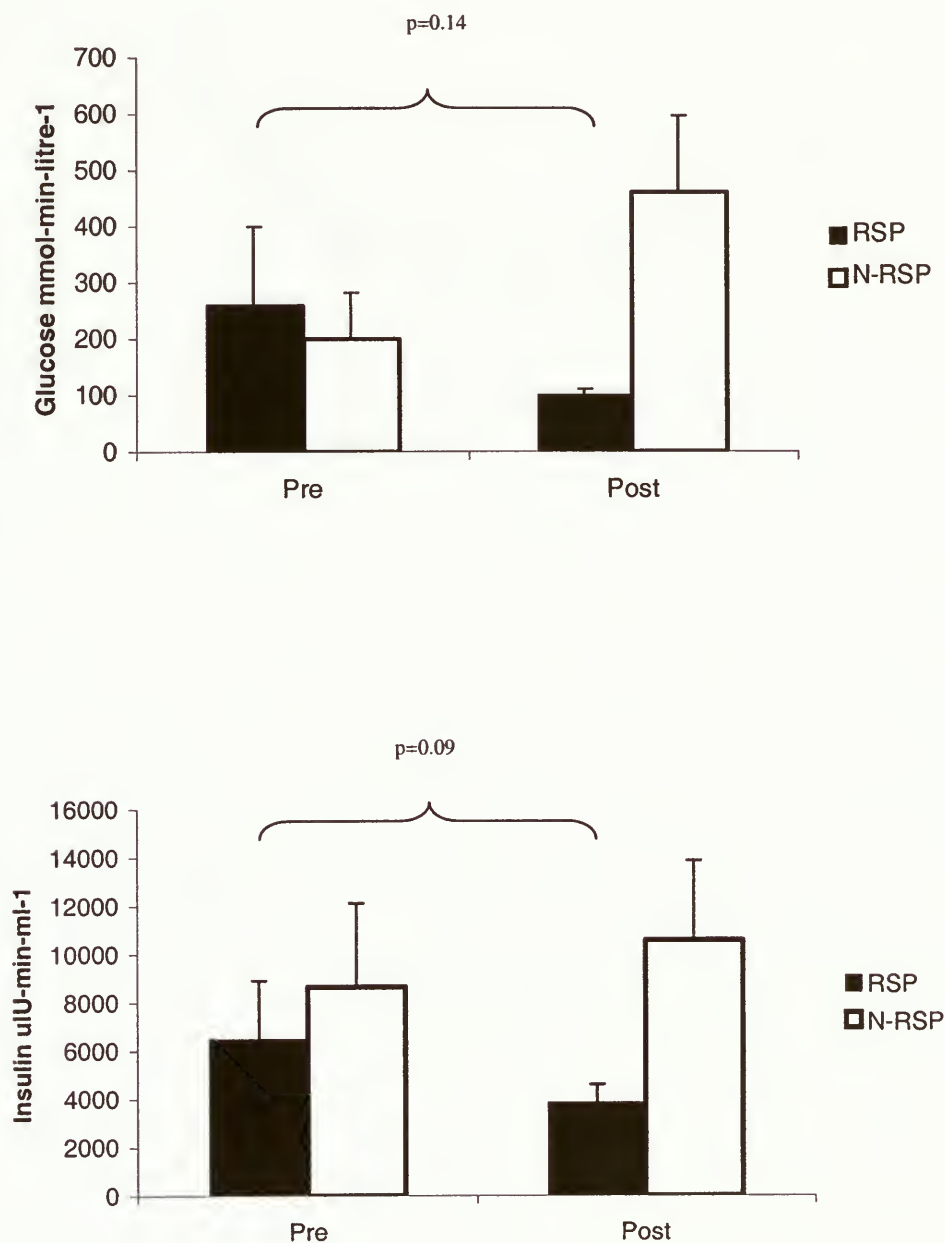 p=0.14
Glucose mmol-min-litre-1
700
600
500
400
300
200
100
0
Pre Post
RSP
N-RSP
p=0.09
Insulin uIU-min-ml-1
16000
14000
12000
10000
8000
6000
4000
2000
0
Pre Post
RSP
N-RSP